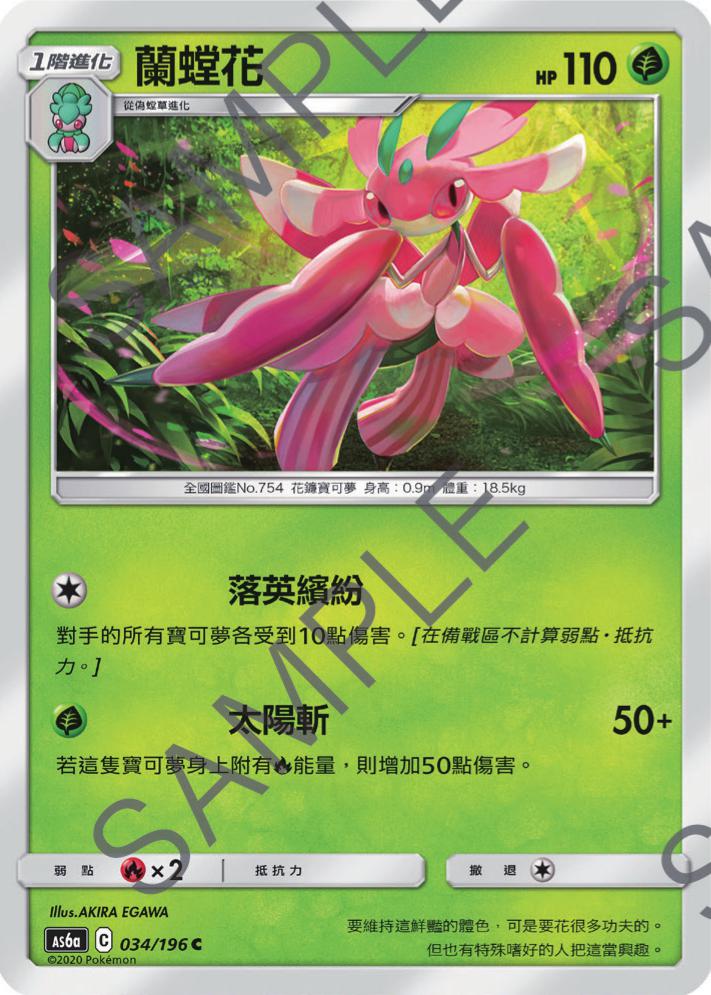 1階進化
蘭螳花
HP 110
從偽螳草進化
全國圖鑑No.754 花鐮寶可夢 身高：0.9m 體重：18.5kg
落英繽紛
對手的所有寶可夢各受到10點傷害。[在備戰區不計算弱點・抵抗
力。]
太陽斬 50+
若這隻寶可夢身上附有能量，則增加50點傷害。
弱點 ×2 抵抗力 撤退
Illus.AKIRA EGAWA
AS6a C 034/196 C
©2020 Pokémon
要維持這鮮豔的體色，可是要花很多功夫的。
但也有特殊嗜好的人把這當興趣。
SAMPLE
SAMPLE